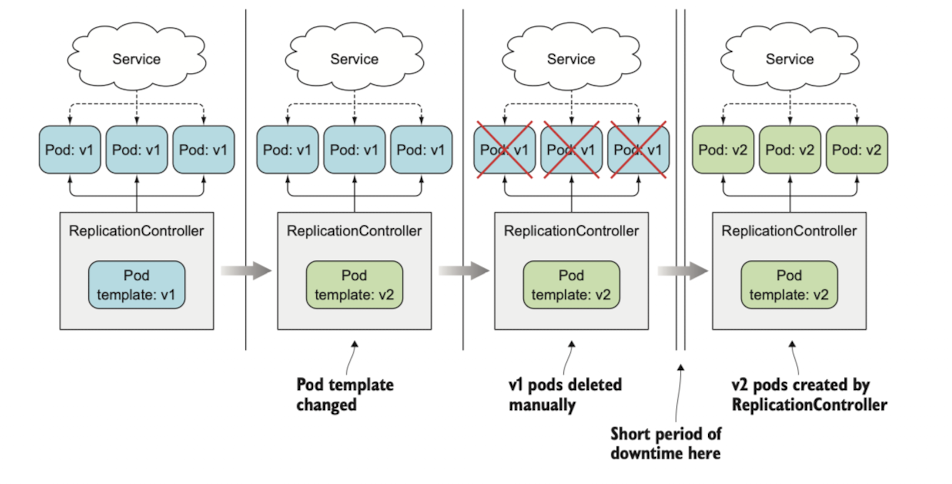 Service
Service
Service
Service
Pod: v1
Pod: v1
Pod: v1
Pod: v1
Pod: v1
Pod: v1
Pod: v1
Pod: v1
Pod: v1
Pod: v2
Pod: v2
Pod: v2
ReplicationController
ReplicationController
ReplicationController
ReplicationController
Pod
template: v1
Pod
template: v2
Pod
template: v2
Pod
template: v2
Pod template
changed
v1 pods deleted
manually
Short period of
downtime here
v2 pods created by
ReplicationController